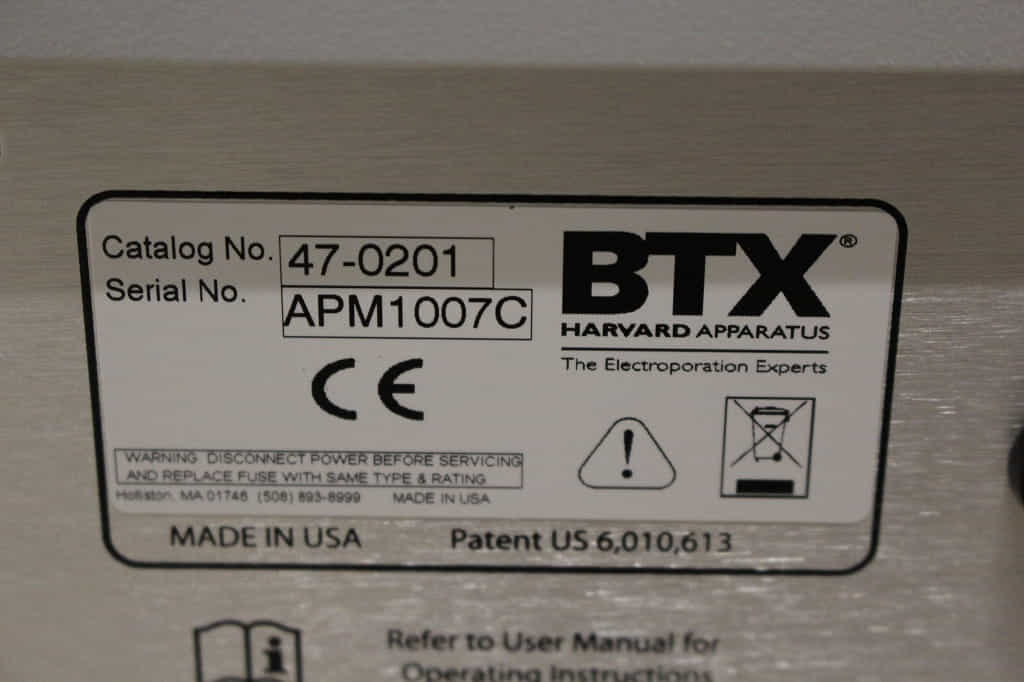 Catalog No. 47-0201
Serial No. APM1007C
BTX®
HARVARD APPARATUS
The Electroporation Experts
CE
WARNING DISCONNECT POWER BEFORE SERVICING
AND REPLACE FUSE WITH SAME TYPE & RATING
Holliston, MA 01746 (508) 893-8999 MADE IN USA
MADE IN USA
Patent US 6,010,613
Refer to User Manual for
Operating Instructions